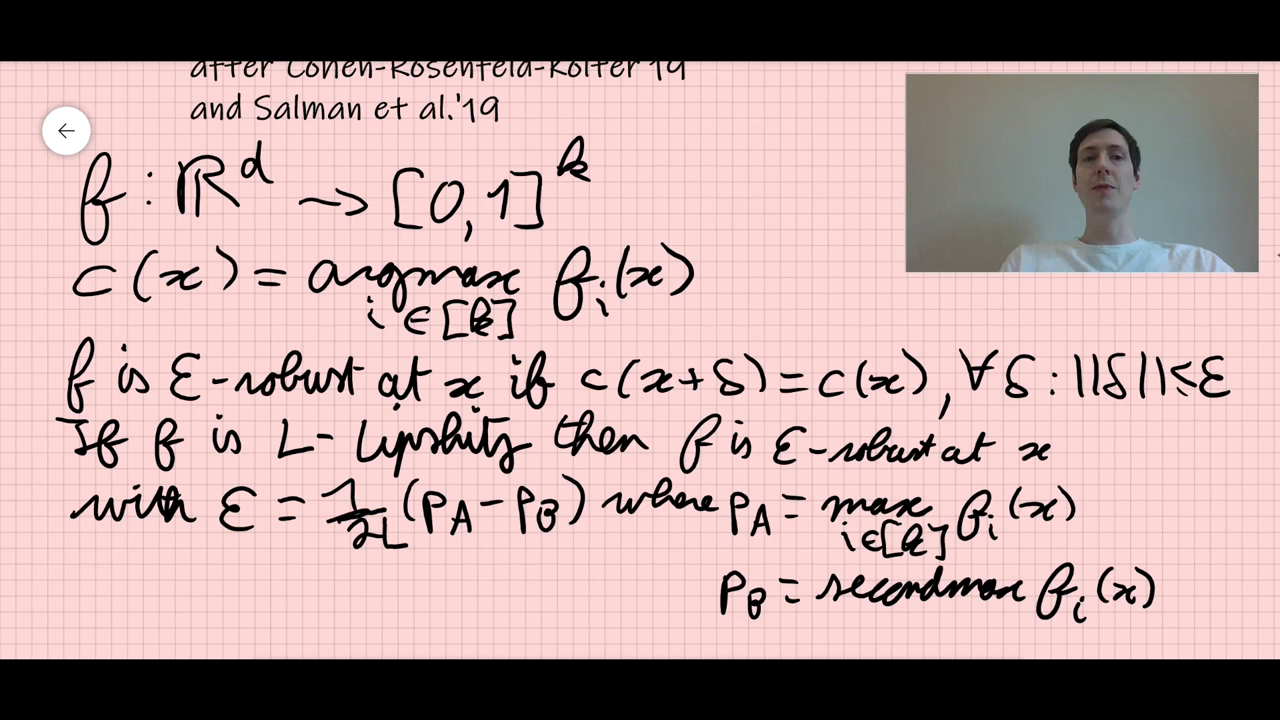 after Cohen-Rosenfeld-Kolter'19
and Salman et al.'19
f : ℝ^d → [0,1]^k
c(x) = argmax_{i ∈ [k]} f_i(x)
f is ε-robust at x if c(x+δ) = c(x), ∀δ : ||δ|| ≤ ε
If f is L-Lipshitz then f is ε-robust at x
with ε = 1/2L (p_A - p_B) where p_A = max_{i∈[k]} f_i(x)
p_B = secondmax f_i(x)